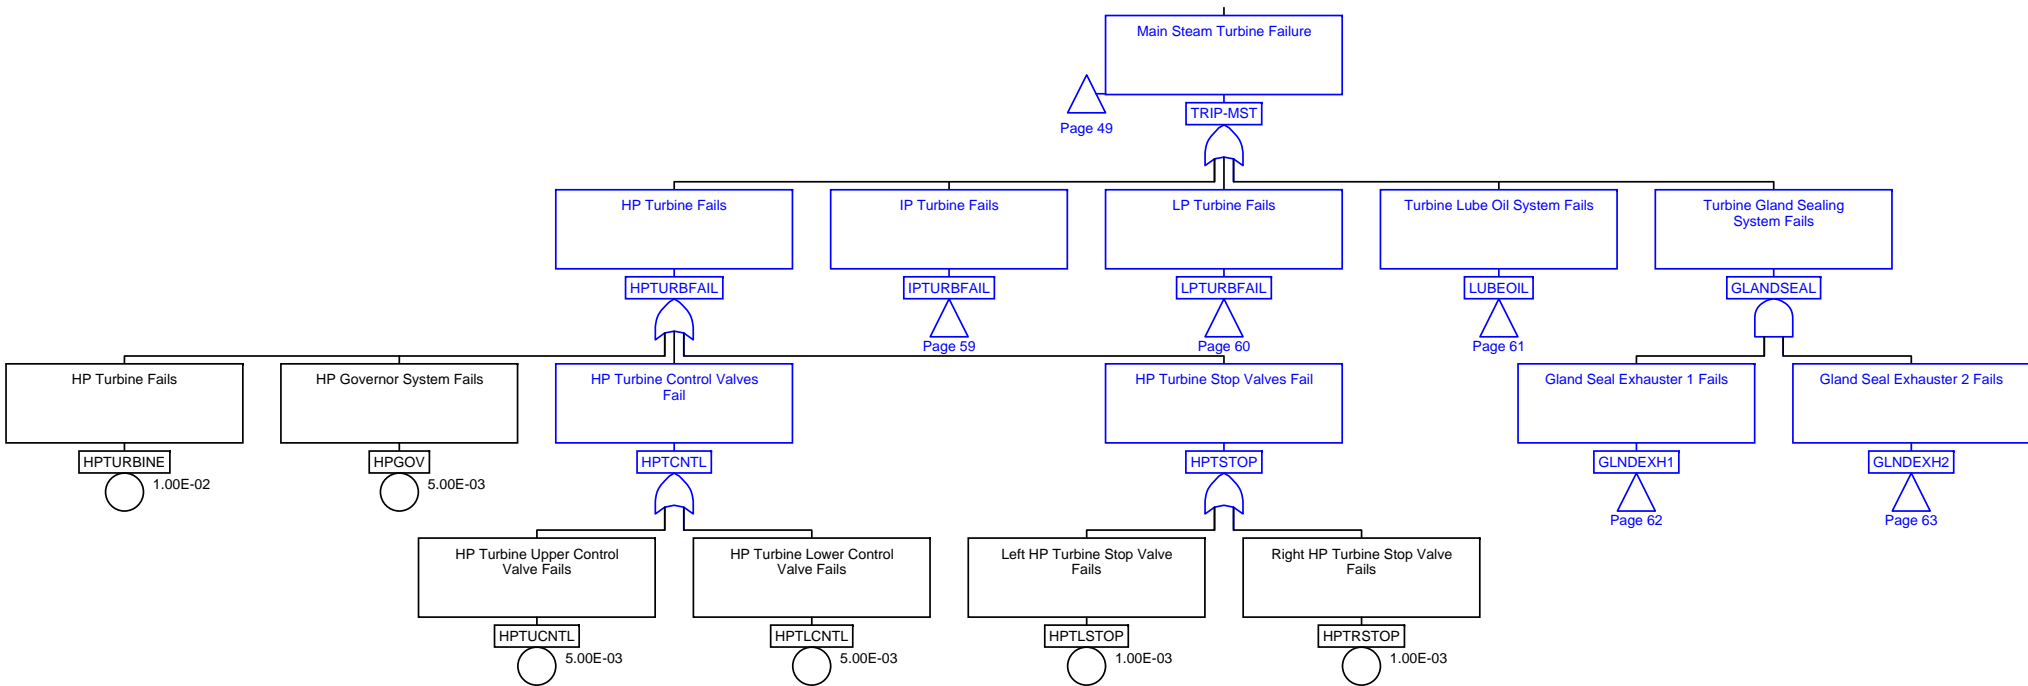 Main Steam Turbine Failure
Page 49
TRIP-MST
HP Turbine Fails
IP Turbine Fails
LP Turbine Fails
Turbine Lube Oil System Fails
Turbine Gland Sealing
System Fails
HPTURBFAIL
IPTURBFAIL
LPTURBFAIL
LUBEOIL
GLANDSEAL
Page 59
Page 60
Page 61
HP Turbine Fails
HP Governor System Fails
HP Turbine Control Valves
Fail
HP Turbine Stop Valves Fail
Gland Seal Exhauster 1 Fails
Gland Seal Exhauster 2 Fails
HPTURBINE
HPGOV
HPTCNTL
HPTSTOP
GLNDEXH1
GLNDEXH2
1.00E-02
5.00E-03
Page 62
Page 63
HP Turbine Upper Control
Valve Fails
HP Turbine Lower Control
Valve Fails
Left HP Turbine Stop Valve
Fails
Right HP Turbine Stop Valve
Fails
HPTUCNTL
HPTLCNTL
HPTLSTOP
HPTRSTOP
5.00E-03
5.00E-03
1.00E-03
1.00E-03